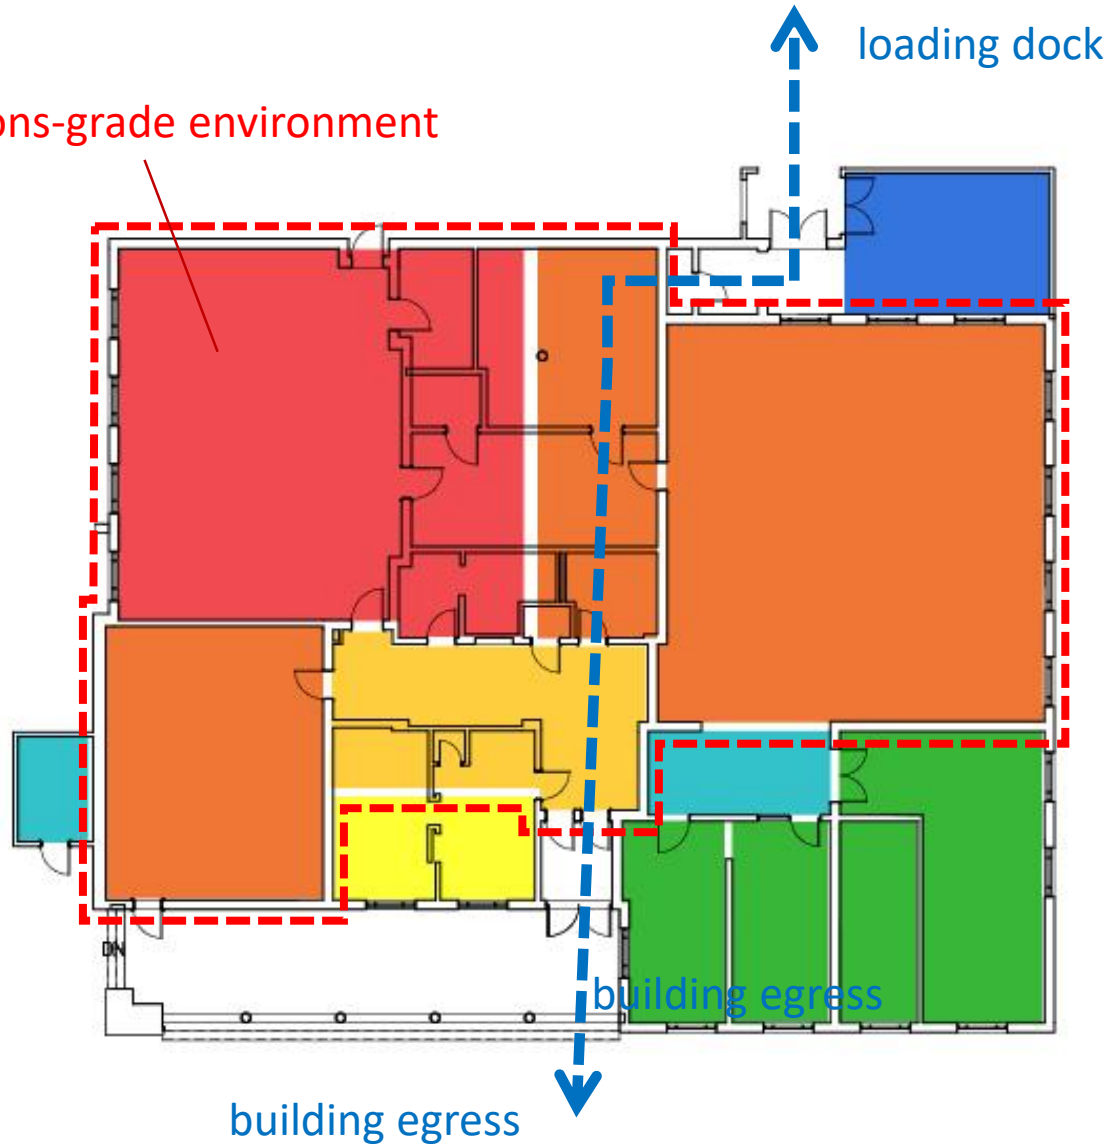 loading dock
ons-grade environment
DN
building egress
building egress